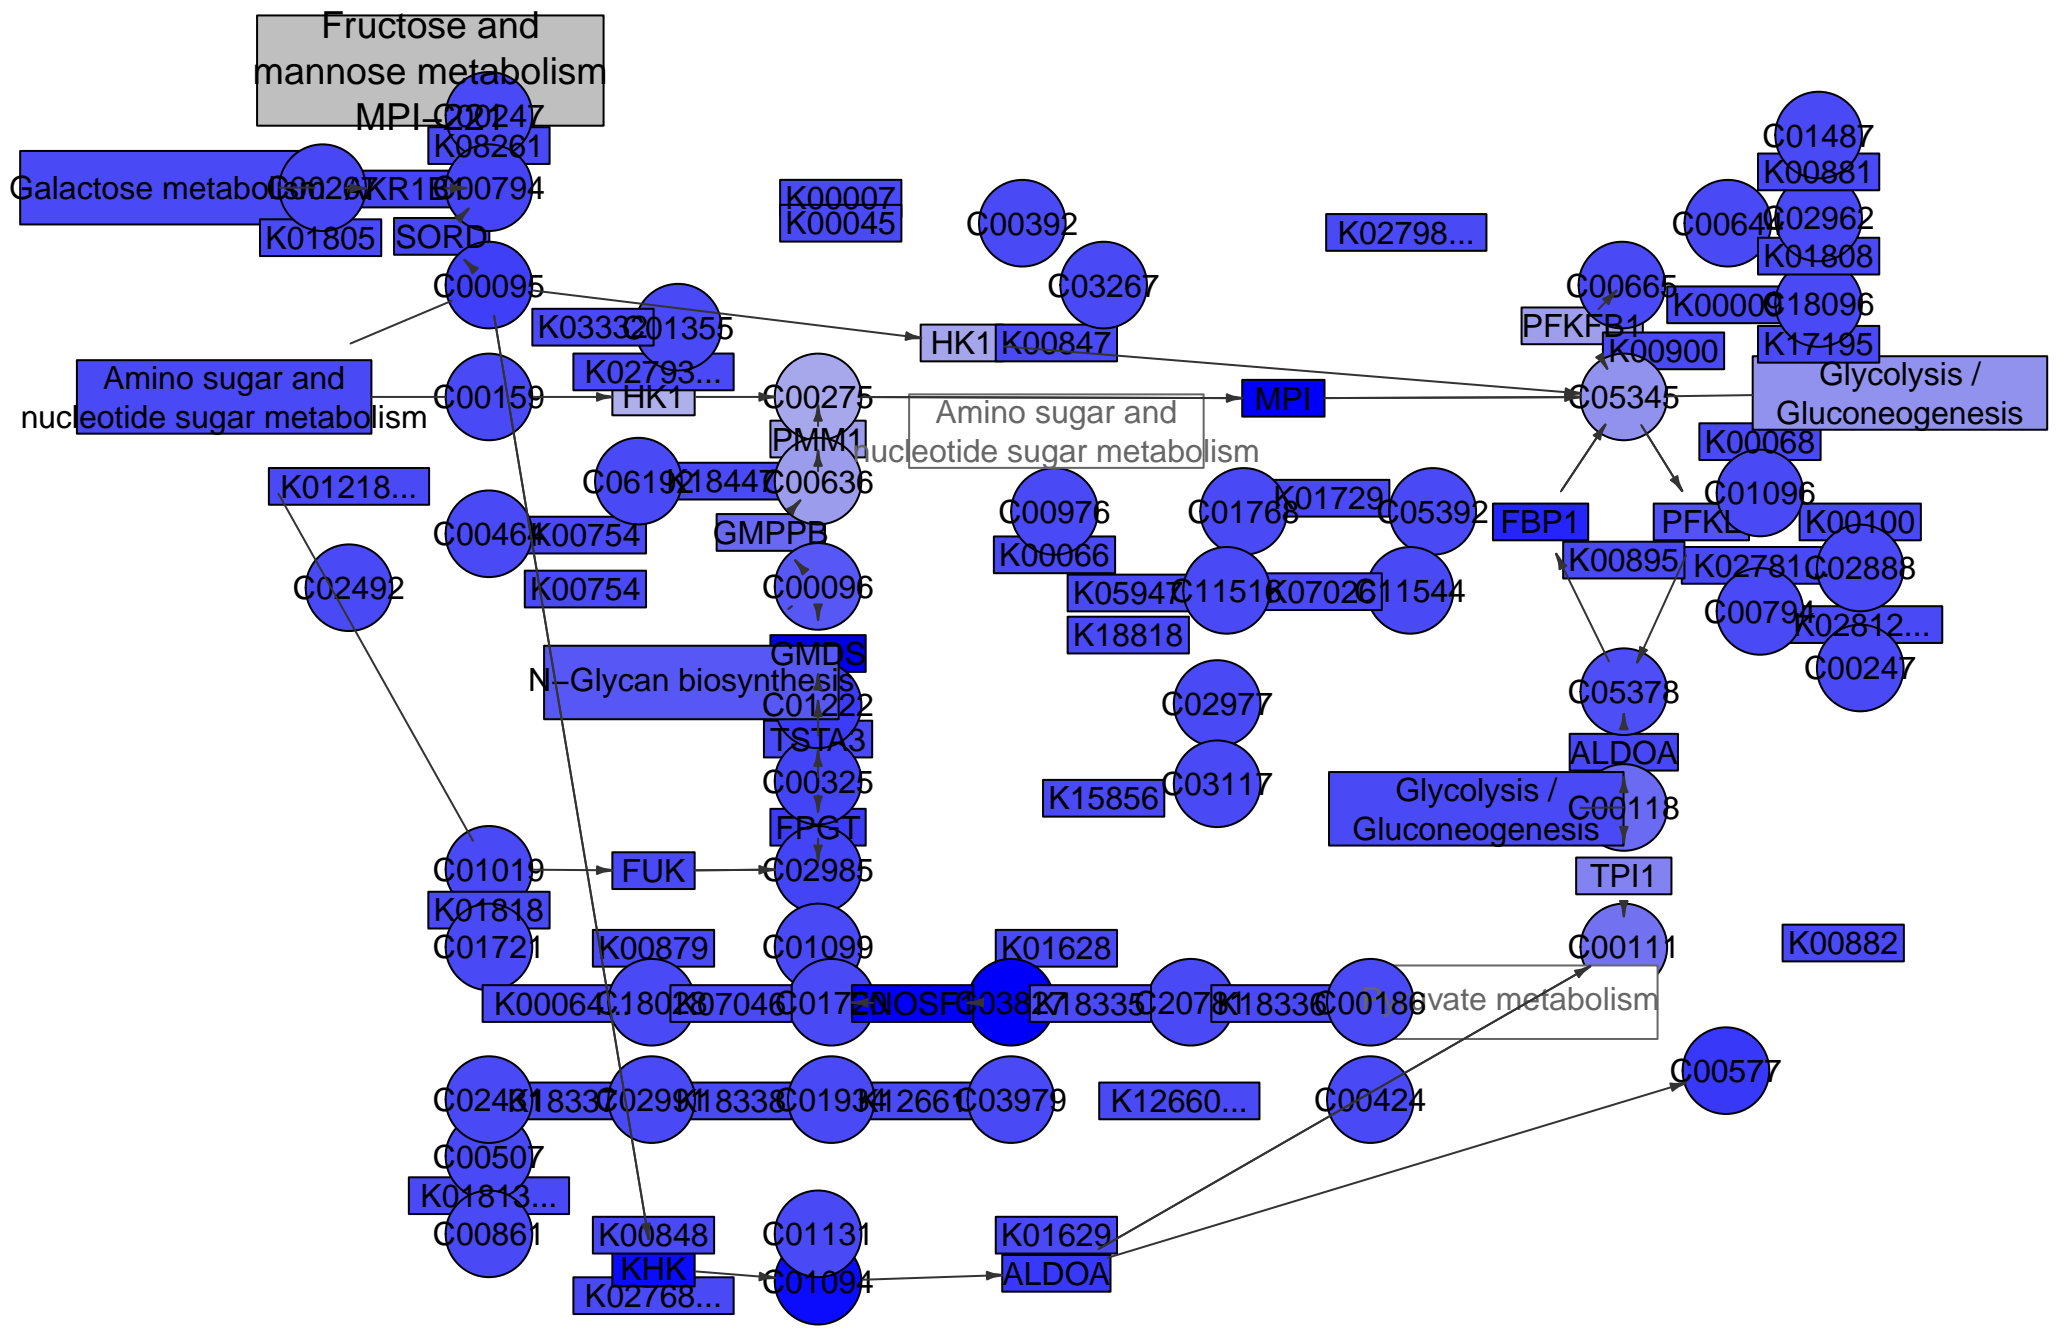 Fructose and
mannose metabolism
MPI−221
C00247
K08261
Galactose metabolism
C00267
AKR1B1
C00794
K01805
SORD
C00095
K00007
K00045
C00392
C03267
K02798...
C01487
K00881
C00644
C02962
K01808
C00665
K00009
C18096
K17195
PFKFB1
K00900
K03332
C01355
K02793...
HK1
K00847
Amino sugar and
nucleotide sugar metabolism
C00159
HK1
C00275
MPI
C05345
Glycolysis /
Gluconeogenesis
Amino sugar and
nucleotide sugar metabolism
PMM1
K00068
K01218...
C06192
K18447
C00636
C00976
C01768
K01729
C05392
C01096
C00464
K00754
GMPPB
K00066
FBP1
PFKL
K00100
K00895
K02781...
C02888
C02492
K00754
C00096
K05947
C11516
K07026
C11544
C00794
K02812...
K18818
GMDS
N−Glycan biosynthesis
C01222
C02977
C05378
C00247
TSTA3
ALDOA
C00325
K15856
C03117
Glycolysis /
Gluconeogenesis
C00118
FPGT
C01019
FUK
C02985
TPI1
K01818
C01721
K00879
C01099
K01628
C00111
K00882
K00064...
C18028
K07046
C01720
ENOSF1
C03827
K18335
C20781
K18336
C00186
Pyruvate metabolism
C00577
C02431
K18337
C02991
K18338
C01934
K12661
C03979
K12660...
C00424
C00507
K01813...
C00861
K00848
C01131
K01629
KHK
C01094
ALDOA
K02768...